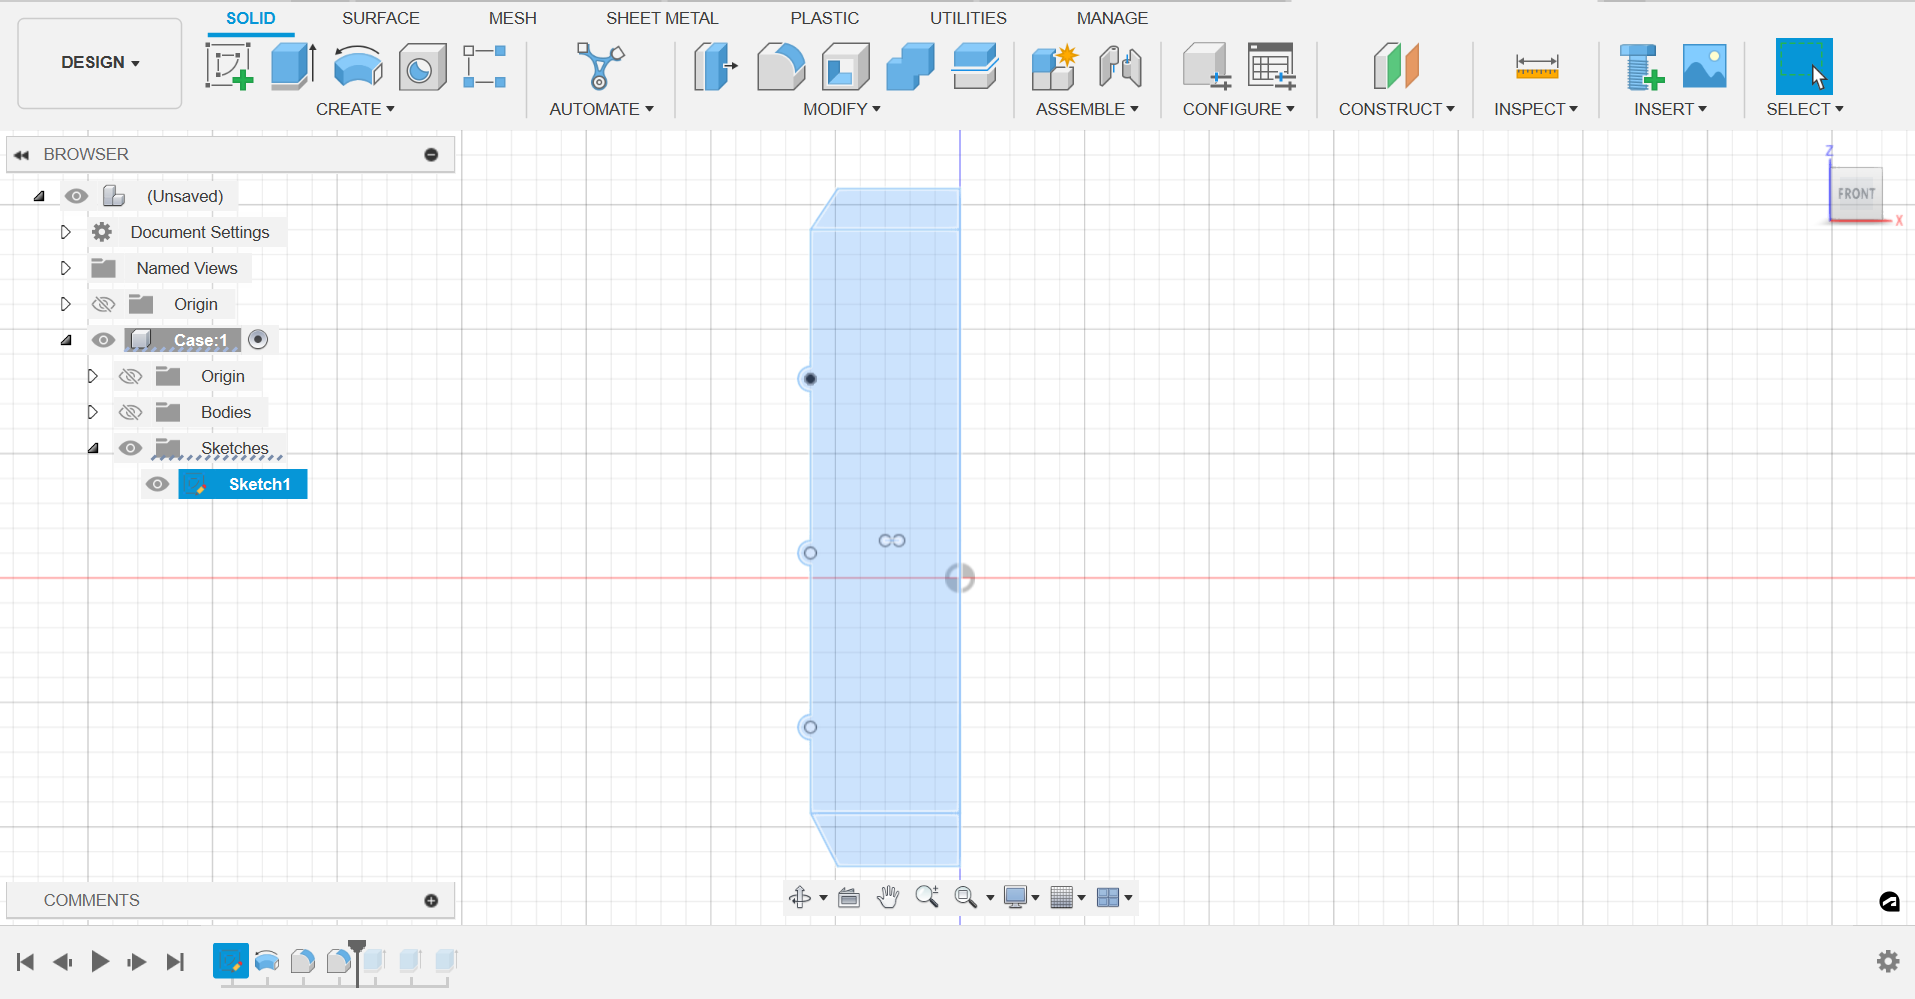 SOLID SURFACE MESH SHEET METAL PLASTIC UTILITIES MANAGE
DESIGN
CREATE AUTOMATE MODIFY ASSEMBLE CONFIGURE CONSTRUCT INSPECT INSERT SELECT
BROWSER
(Unsaved)
Document Settings
Named Views
Origin
Case:1
Origin
Bodies
Sketches
Sketch1
Z
FRONT
X
COMMENTS